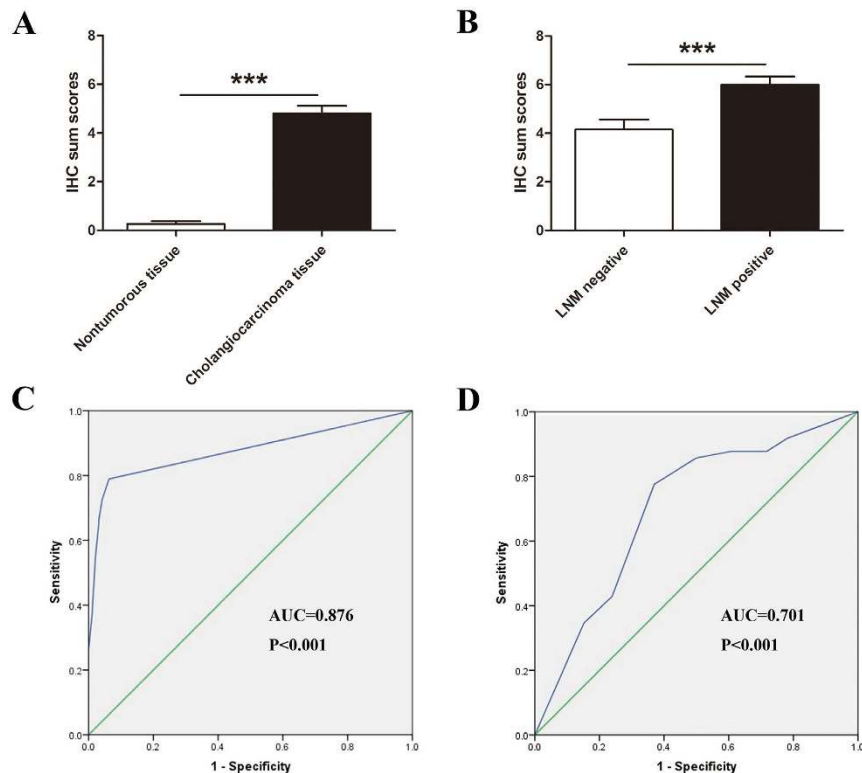 A
IHC sum scores
8
6
4
2
0
***
Nontumorous tissue
Cholangiocarcinoma tissue
B
IHC sum scores
8
6
4
2
0
***
LNM negative
LNM positive
C
Sensitivity
1.0
0.8
0.6
0.4
0.2
0.0
AUC=0.876
P<0.001
0.0 0.2 0.4 0.6 0.8 1.0
1 - Specificity
D
Sensitivity
1.0
0.8
0.6
0.4
0.2
0.0
AUC=0.701
P<0.001
0.0 0.2 0.4 0.6 0.8 1.0
1 - Specificity